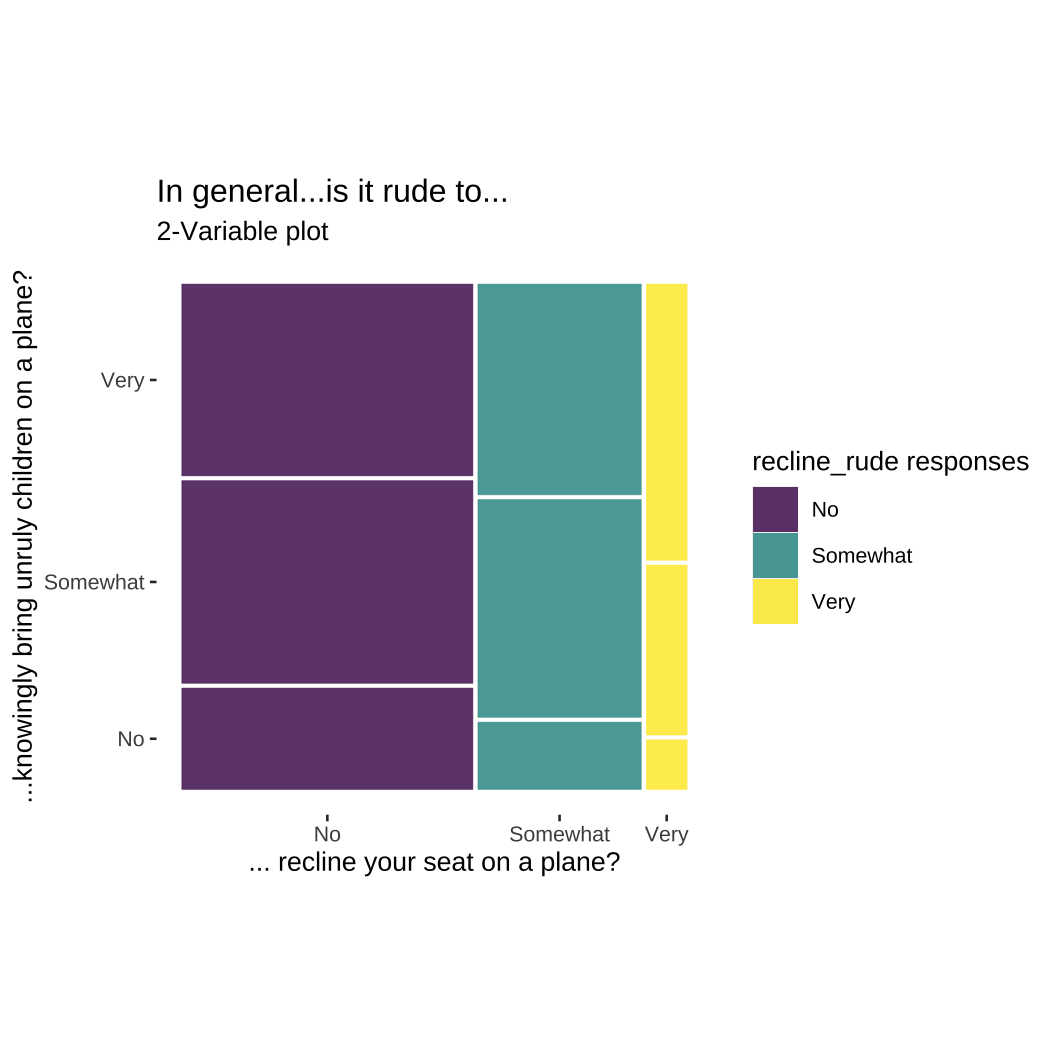 In general...is it rude to...
2-Variable plot
...knowingly bring unruly children on a plane?
Very
Somewhat
No
No
Somewhat
Very
... recline your seat on a plane?
recline_rude responses
No
Somewhat
Very